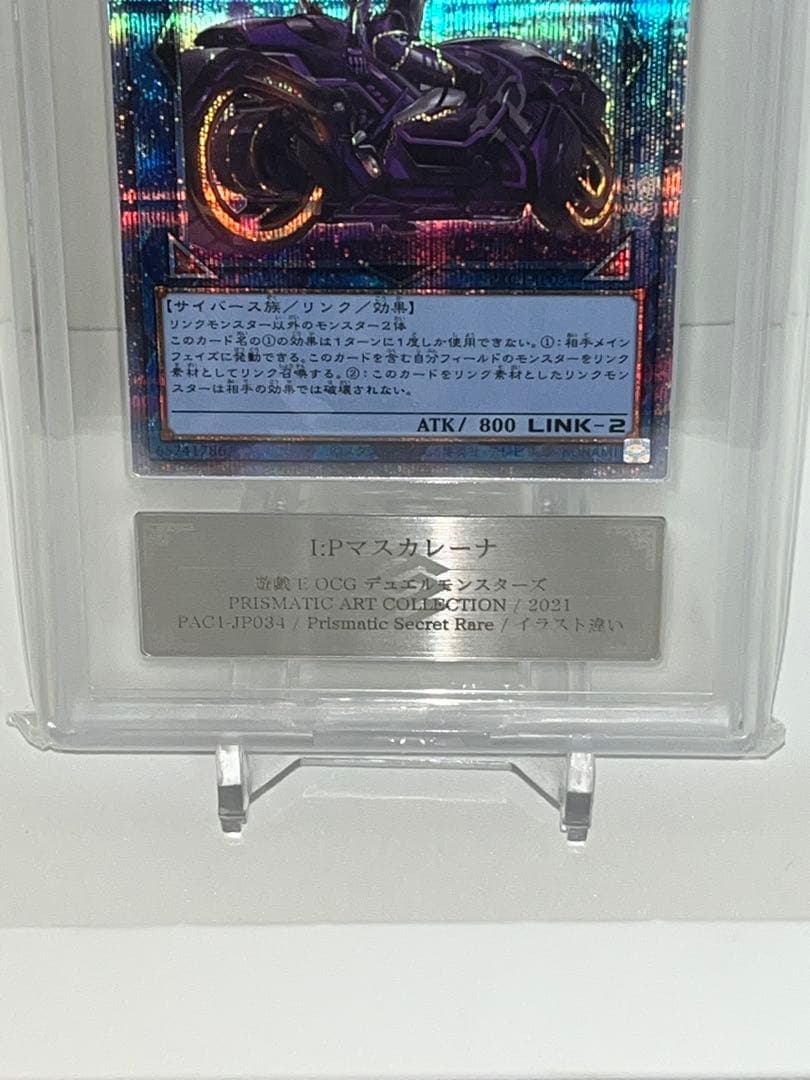 【サイバース族/リンク/効果】
リンクモンスター以外のモンスター2体
このカード名の①の効果は1ターンに1度しか使用できない。①:相手メイン
フェイズに発動できる。このカードを含む自分フィールドのモンスターをリンク
素材としてリンク召喚する。②:このカードをリンク素材としたリンクモン
スターは相手の効果では破壊されない。
ATK/ 800 LINK-2
65741786
KONAMI
I:Pマスカレーナ
遊戯王 OCG デュエルモンスターズ
PRISMATIC ART COLLECTION / 2021
PAC1-JP034 / Prismatic Secret Rare / イラスト違い